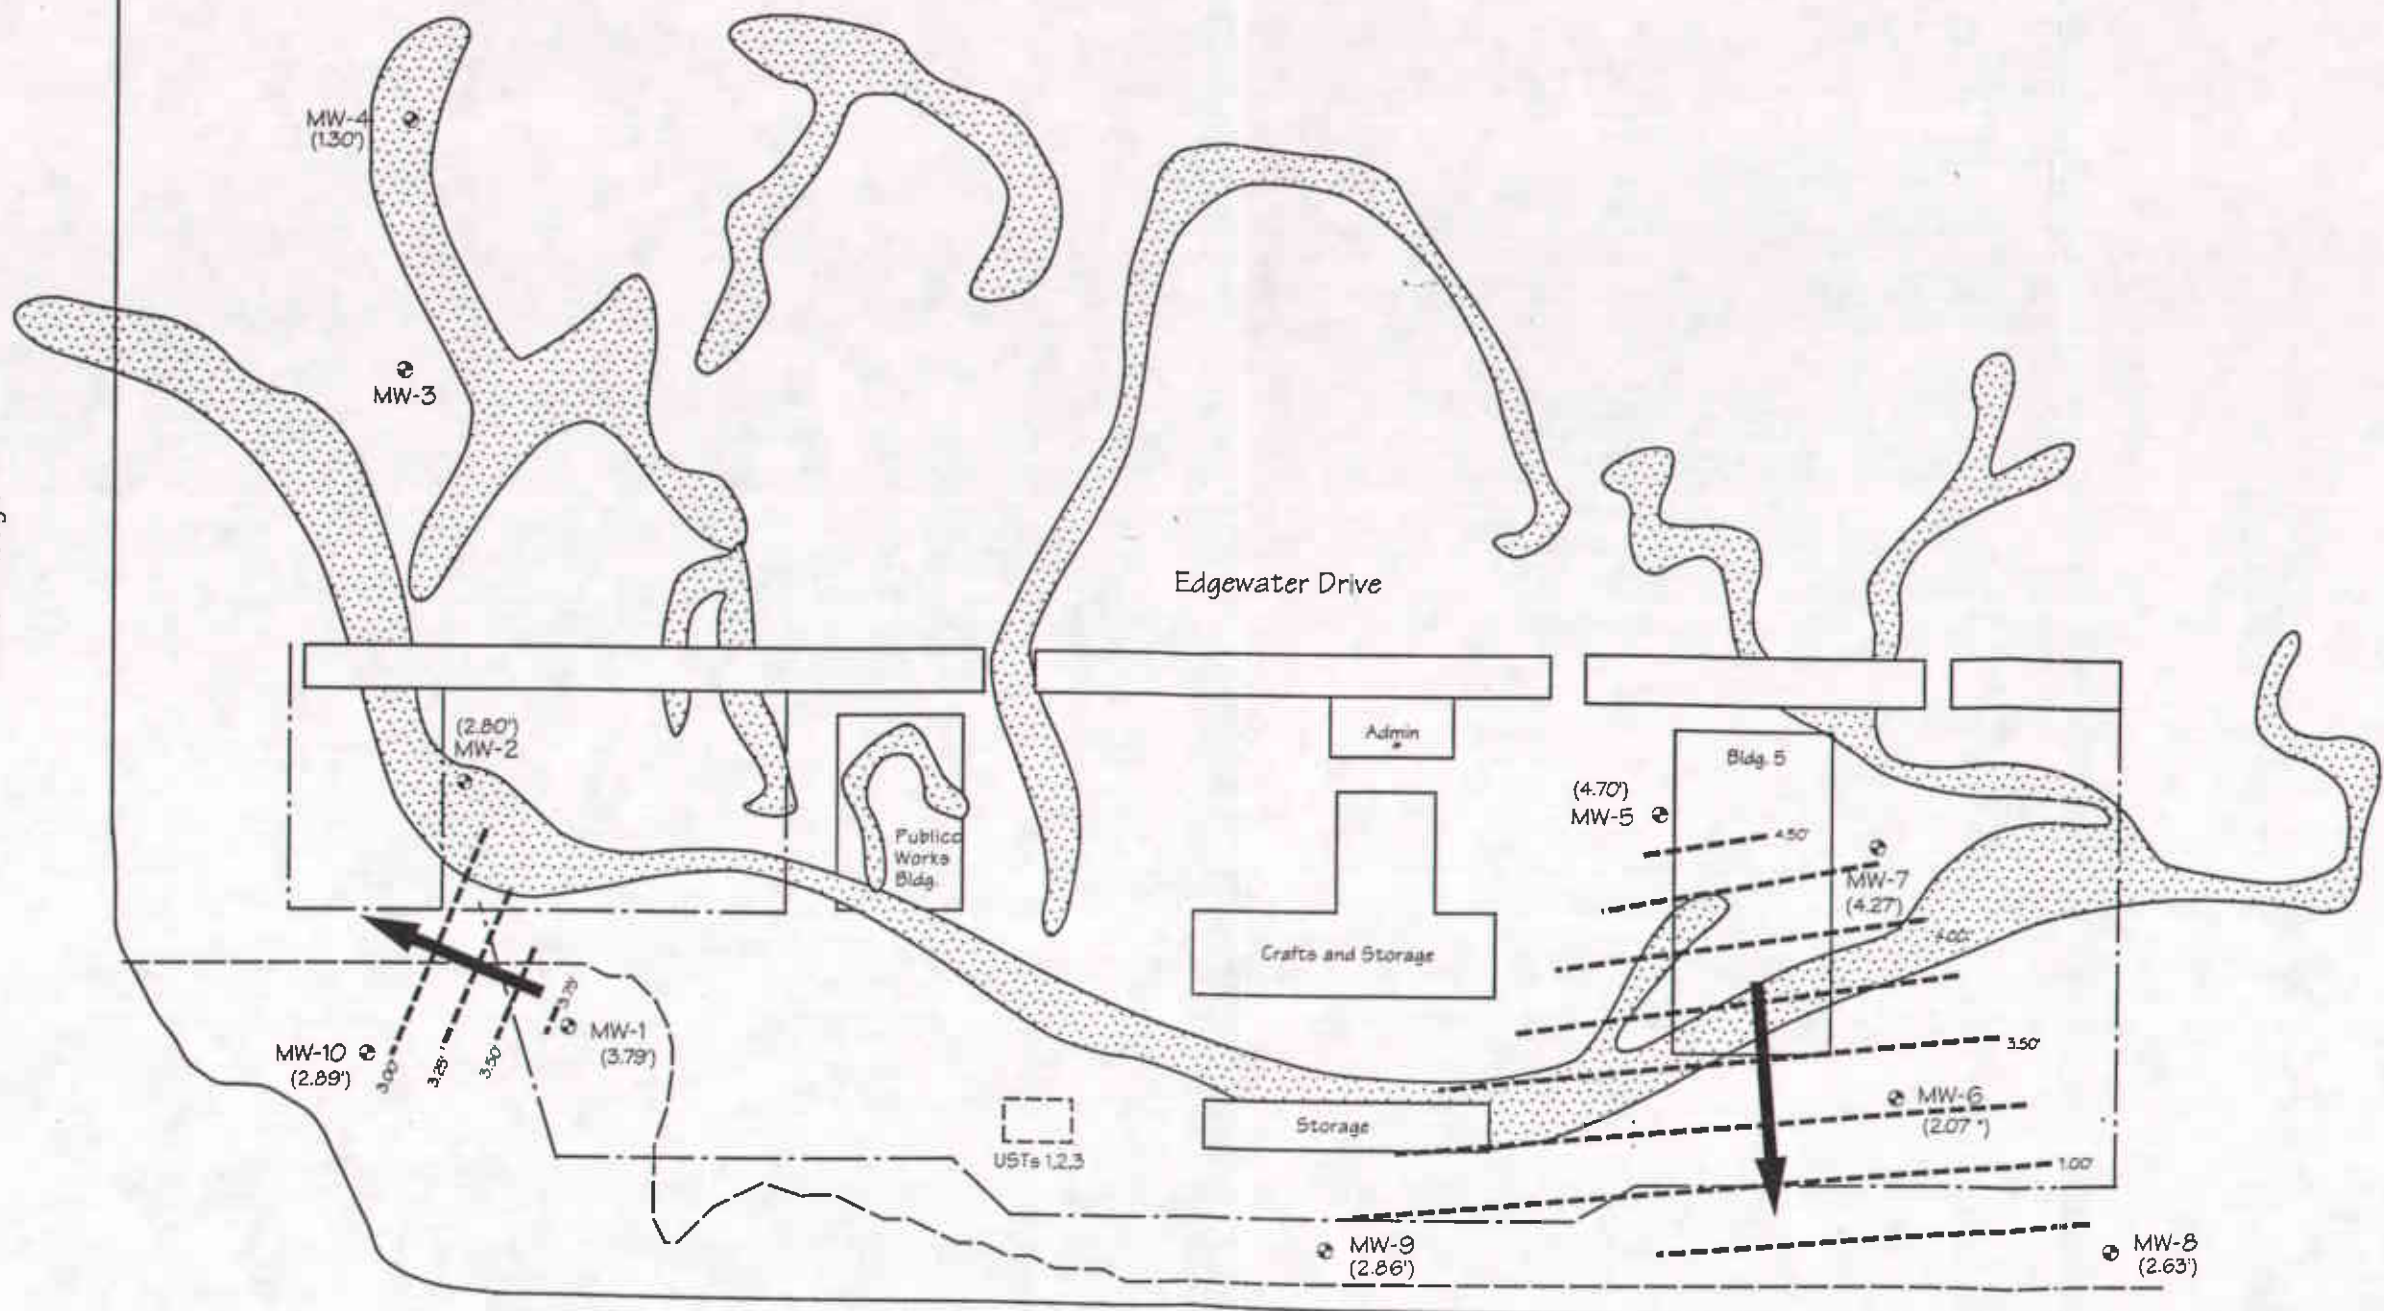 MW-4
(1.30')
MW-3
Edgewater Drive
(2.80')
MW-2
Admin
Bldg. 5
(4.70')
MW-5
4.50'
Publicc
Works
Bldg.
MW-7
(4.27')
4.00'
Crafts and Storage
3.75'
MW-1
(3.79')
MW-10
(2.89')
3.00'
3.25'
3.50'
3.50'
MW-6
(2.07 *)
Storage
USTs 1,2,3
1.00'
MW-9
(2.86')
MW-8
(2.63')